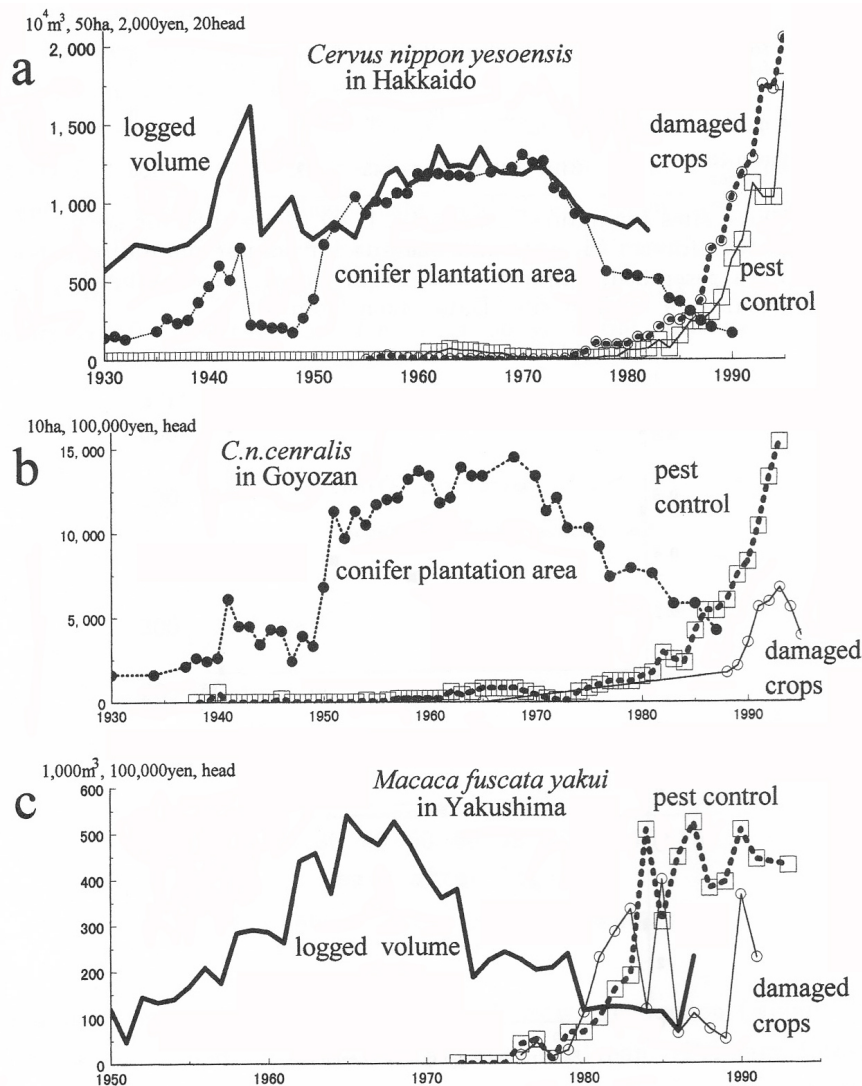 10⁴m³, 50ha, 2,000yen, 20head
a
2,000
1,500
1,000
500
0
Cervus nippon yesoensis
in Hakkaido
logged
volume
damaged
crops
conifer plantation area
pest
control
1930 1940 1950 1960 1970 1980 1990
10ha, 100,000yen, head
b
15,000
10,000
5,000
0
C.n.cenralis
in Goyozan
pest
control
conifer plantation area
damaged
crops
1930 1940 1950 1960 1970 1980 1990
1,000m³, 100,000yen, head
c
600
500
400
300
200
100
0
Macaca fuscata yakui
in Yakushima
pest control
logged volume
damaged
crops
1950 1960 1970 1980 1990